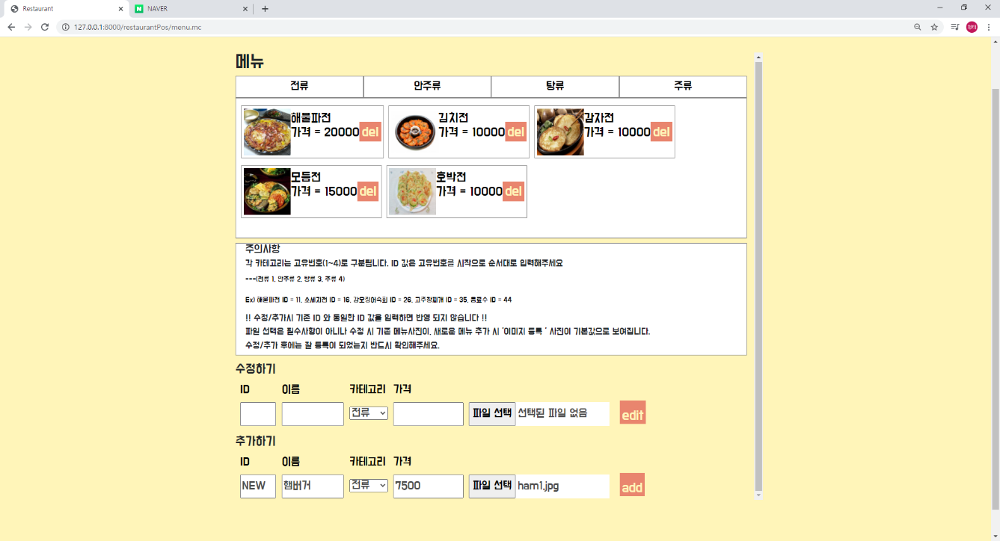 Restaurant
NAVER
127.0.0.1:8000/restaurantPos/menu.mc
형태
메뉴
전류 안주류 탕류 주류
해물파전
가격 = 20000 del
김치전
가격 = 10000 del
감자전
가격 = 10000 del
모듬전
가격 = 15000 del
호박전
가격 = 10000 del
주의사항
각 카테고리는 고유번호(1~4)로 구분됩니다. ID 값은 고유번호를 시작으로 순서대로 입력해주세요
---(전류 1, 안주류 2, 탕류 3, 주류 4)
Ex) 해물파전 ID = 11, 소세지전 ID = 16, 갑오징어숙회 ID = 26, 고추장찌개 ID = 35, 음료수 ID = 44
!! 수정/추가시 기존 ID 와 동일한 ID 값을 입력하면 반영 되지 않습니다 !!
파일 선택은 필수사항이 아니나 수정 시 기존 메뉴사진이, 새로운 메뉴 추가 시 '이미지 등록 ' 사진이 기본값으로 보여집니다.
수정/추가 후에는 잘 등록이 되었는지 반드시 확인해주세요.
수정하기
ID 이름 카테고리 가격
전류 파일 선택 선택된 파일 없음 edit
추가하기
ID 이름 카테고리 가격
NEW 햄버거 전류 7500 파일 선택 ham1.jpg add